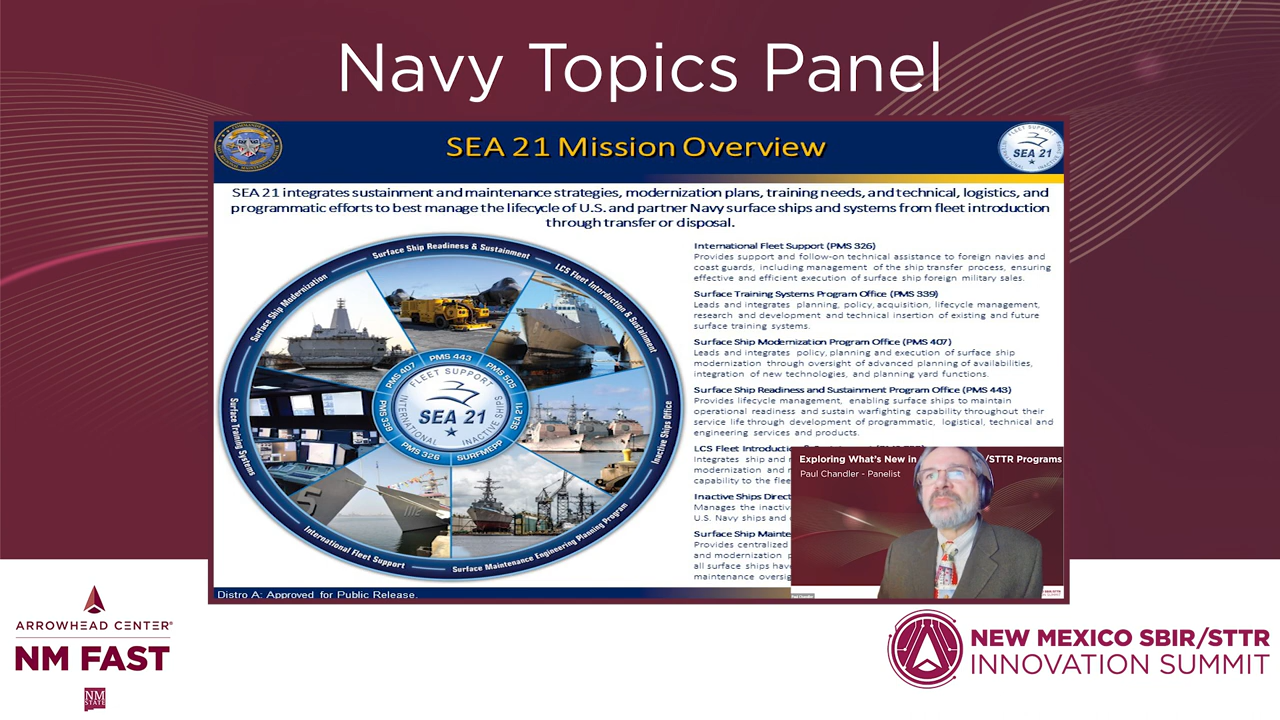 Navy Topics Panel
SEA 21 Mission Overview
FLEET SUPPORT
SEA 21
INACTIVE SHIPS
SEA 21 integrates sustainment and maintenance strategies, modernization plans, training needs, and technical, logistics, and
programmatic efforts to best manage the lifecycle of U.S. and partner Navy surface ships and systems from fleet introduction
through transfer or disposal.
Surface Ship Readiness & Sustainment
LCS Fleet Introduction & Sustainment
Inactive Ships Office
Surface Maintenance Engineering Planning Program
International Fleet Support
Surface Training Systems
Surface Ship Modernization
PMS 443
PMS 505
SEA 21I
SURFMEPP
PMS 326
PMS 339
PMS 407
FLEET SUPPORT
INTERNATIONAL
INACTIVE SHIPS
SEA 21
International Fleet Support (PMS 326)
Provides support and follow-on technical assistance to foreign navies and
coast guards, including management of the ship transfer process, ensuring
effective and efficient execution of surface ship foreign military sales.
Surface Training Systems Program Office (PMS 339)
Leads and integrates planning, policy, acquisition, lifecycle management,
research and development and technical insertion of existing and future
surface training systems.
Surface Ship Modernization Program Office (PMS 407)
Leads and integrates policy, planning and execution of surface ship
modernization through oversight of advanced planning of availabilities,
integration of new technologies, and planning yard functions.
Surface Ship Readiness and Sustainment Program Office (PMS 443)
Provides lifecycle management, enabling surface ships to maintain
operational readiness and sustain warfighting capability throughout their
service life through development of programmatic, logistical, technical and
engineering services and products.
LCS Fleet
Integrates ship and
modernization and
capability to the
Inactive Ships
Manages the
U.S. Navy ships and
Surface Ship
Provides centralized
and modernization
all surface ships
maintenance
Exploring What's New in /STTR Programs
Paul Chandler - Panelist
Paul Chandler
Distro A: Approved for Public Release.
ARROWHEAD CENTER®
NM FAST
NM
STATE
NEW MEXICO SBIR/STTR
INNOVATION SUMMIT